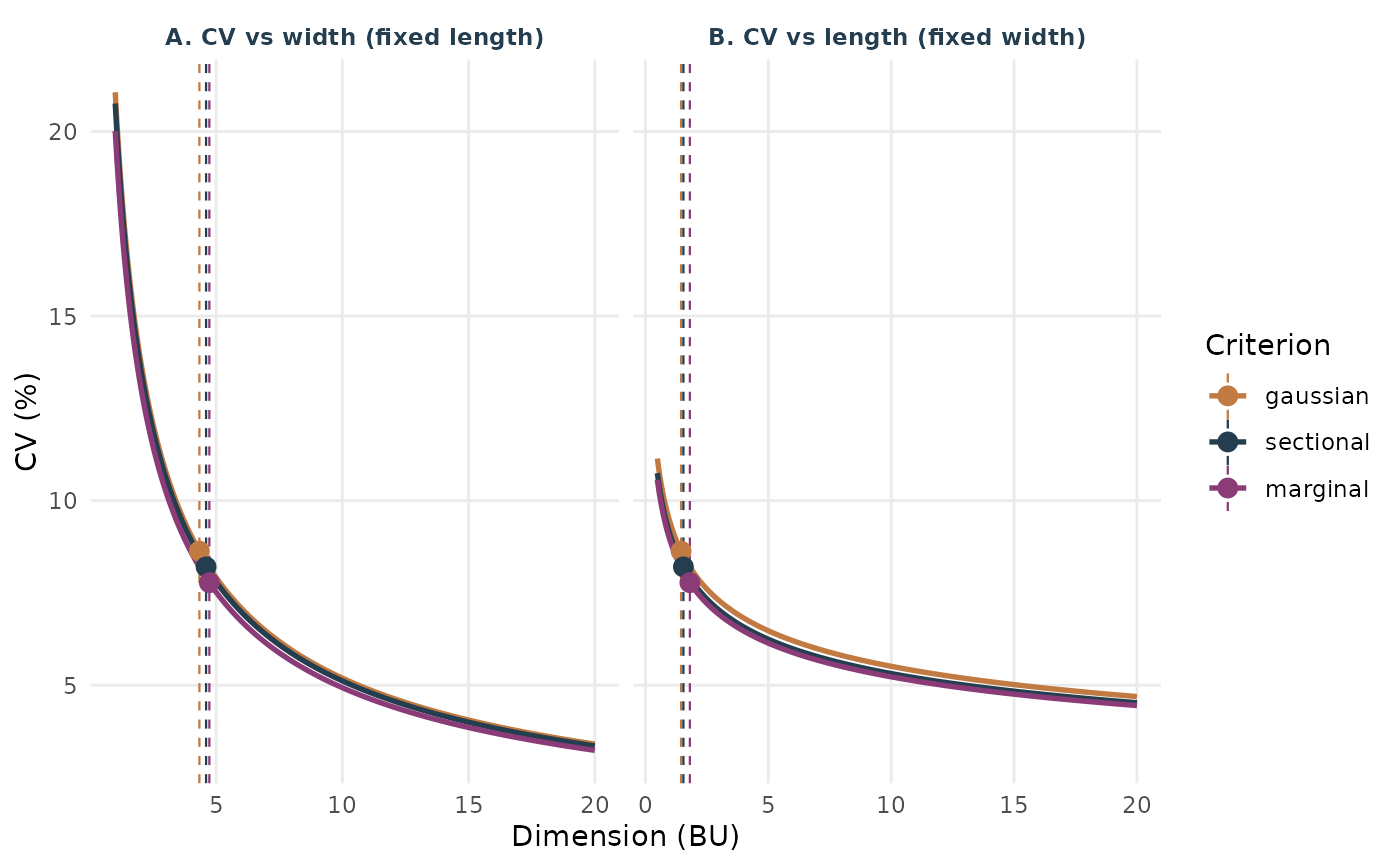 A. CV vs width (fixed length)
B. CV vs length (fixed width)
CV (%)
20
15
10
5
5
10
15
20
0
5
10
15
20
Dimension (BU)
Criterion
gaussian
sectional
marginal